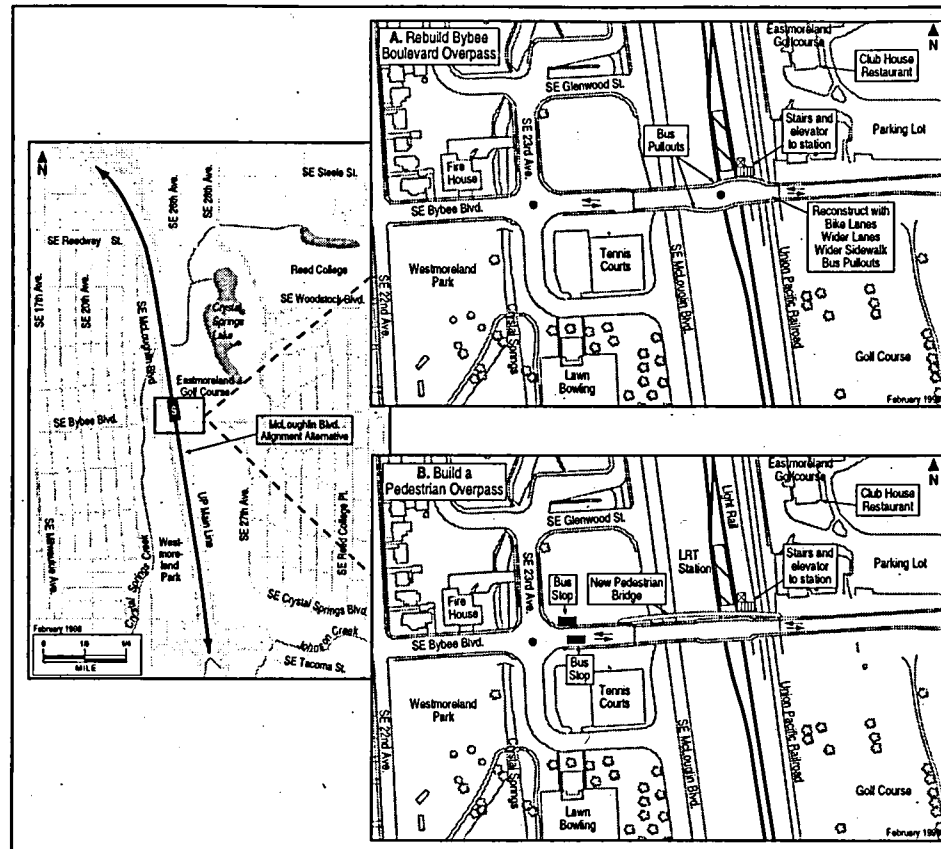 N
SE Steele St.
SE 26th Ave.
SE 28th Ave.
SE Reedway St.
SE 17th Ave.
SE 20th Ave.
SE McLoughlin Blvd
Reed College
SE Woodstock Blvd.
Crystal
Springs
Lake
Eastmoreland
Golf Course
S
SE Bybee Blvd.
McLoughlin Blvd.
Alignment Alternative
UP Main Line
SE 27th Ave.
SE Reed College Pl.
SE Milwaukie Ave.
Crystal Springs Creek
West-
more-
land
Park
SE Crystal Springs Blvd.
Johnson Creek
SE Tacoma St.
February 1998
0
MILE
A. Rebuild Bybee
Boulevard Overpass
N
Eastmoreland
Golfcourse
Club House
Restaurant
SE Glenwood St.
SE 23rd Ave.
Bus
Pullouts
Stairs and
elevator
to station
Parking Lot
Fire
House
SE Bybee Blvd.
Reconstruct with
Bike Lanes
Wider Lanes
Wider Sidewalk
Bus Pullouts
Westmoreland
Park
Tennis
Courts
SE 22nd Ave.
Crystal Springs
SE McLoughlin Blvd.
Union Pacific Railroad
Lawn
Bowling
Golf Course
February 199
B. Build a
Pedestrian Overpass
N
Eastmoreland
Golfcourse
Club House
Restaurant
SE Glenwood St.
SE 23rd Ave.
Light Rail
LRT
Station
Stairs and
elevator
to station
Parking Lot
Bus
Stop
New Pedestrian
Bridge
Fire
House
SE Bybee Blvd.
Bus
Stop
Westmoreland
Park
Tennis
Courts
SE 22nd Ave.
Crystal Springs
SE McLoughlin Blvd.
Union Pacific Railroad
Lawn
Bowling
Golf Course
February 199